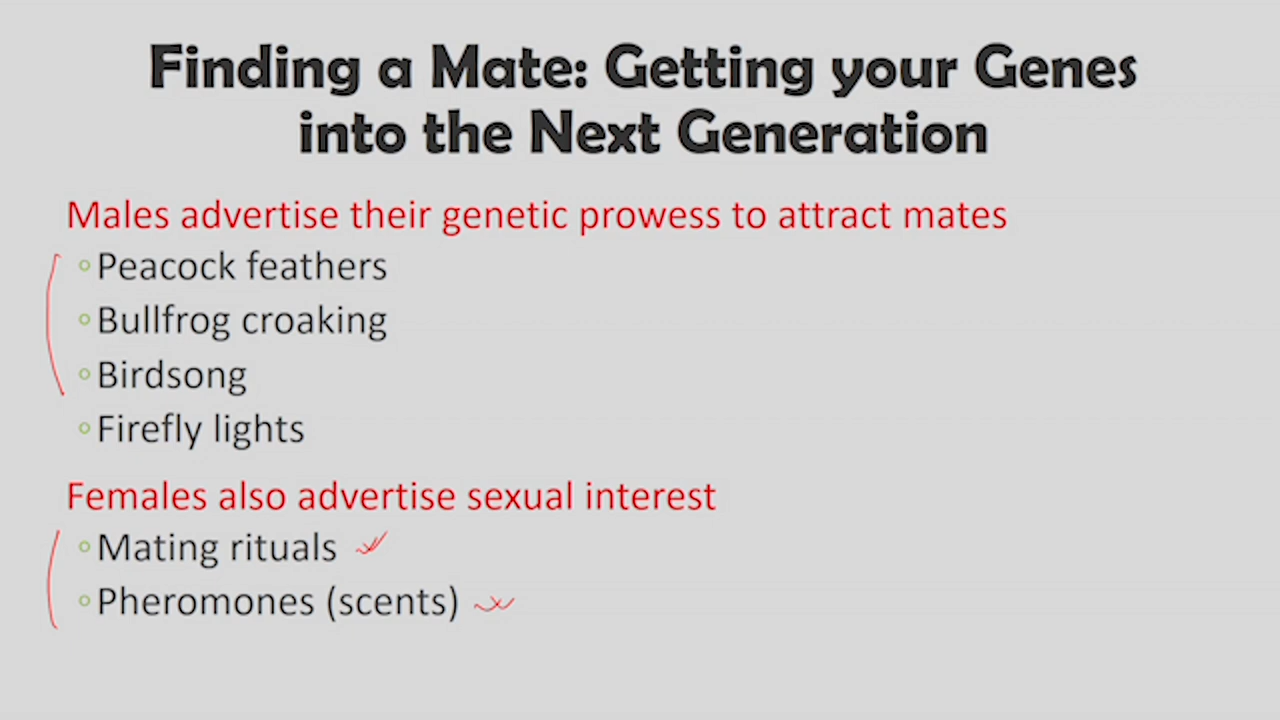 Finding a Mate: Getting your Genes
into the Next Generation
Males advertise their genetic prowess to attract mates
Peacock feathers
Bullfrog croaking
Birdsong
Firefly lights
Females also advertise sexual interest
Mating rituals
Pheromones (scents)